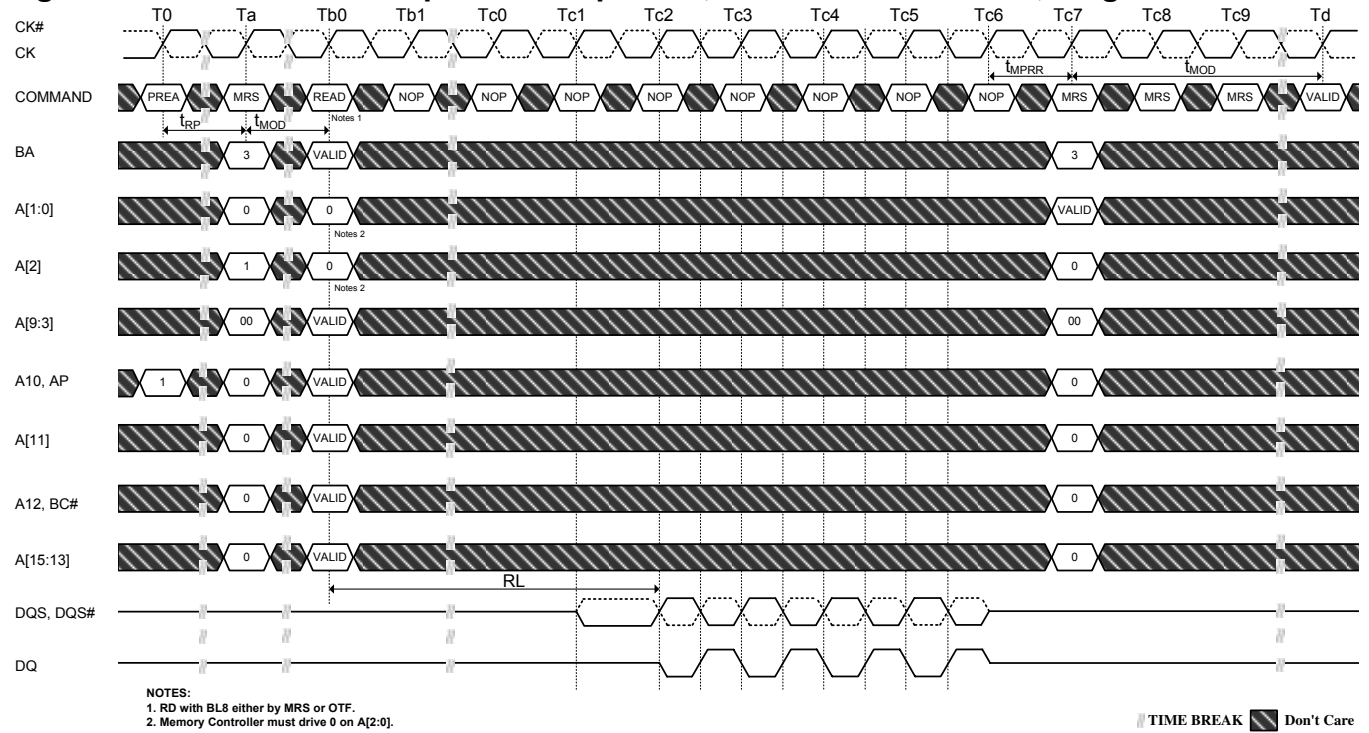 T0 Ta Tb0 Tb1 Tc0 Tc1 Tc2 Tc3 Tc4 Tc5 Tc6 Tc7 Tc8 Tc9 Td
CK#
CK
tMPRR tMOD
COMMAND PREA MRS READ NOP NOP NOP NOP NOP NOP NOP NOP MRS MRS MRS VALID
Notes 1
tRP tMOD
BA 3 VALID 3
A[1:0] 0 0 VALID
Notes 2
A[2] 1 0 0
Notes 2
A[9:3] 00 VALID 00
A10, AP 1 0 VALID 0
A[11] 0 VALID 0
A12, BC# 0 VALID 0
A[15:13] 0 VALID 0
RL
DQS, DQS#
DQ
NOTES:
1. RD with BL8 either by MRS or OTF.
2. Memory Controller must drive 0 on A[2:0].
TIME BREAK Don't Care